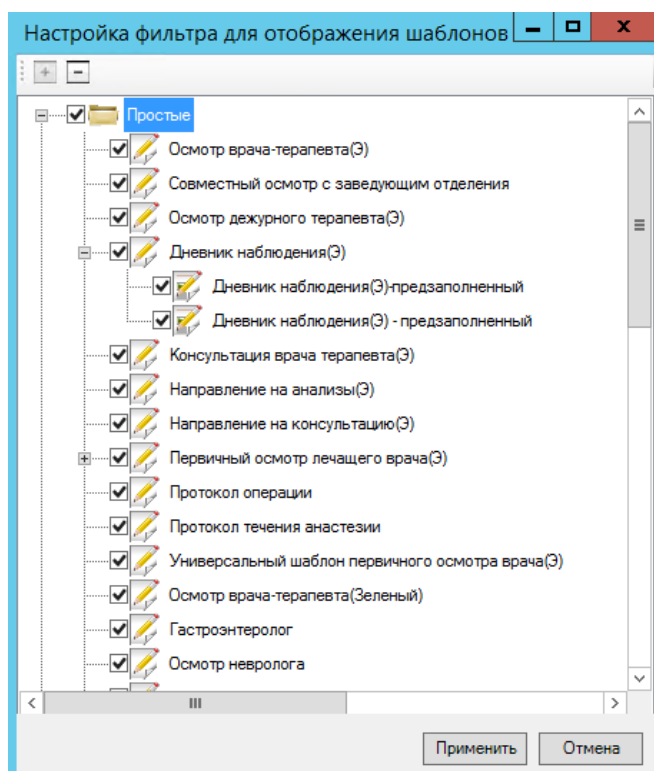 Настройка фильтра для отображения шаблонов
Простые
Осмотр врача-терапевта(Э)
Совместный осмотр с заведующим отделения
Осмотр дежурного терапевта(Э)
Дневник наблюдения(Э)
Дневник наблюдения(Э)-предзаполненный
Дневник наблюдения(Э) - предзаполненный
Консультация врача терапевта(Э)
Направление на анализы(Э)
Направление на консультацию(Э)
Первичный осмотр лечащего врача(Э)
Протокол операции
Протокол течения анастезии
Универсальный шаблон первичного осмотра врача(Э)
Осмотр врача-терапевта(Зеленый)
Гастроэнтеролог
Осмотр невролога
Применить Отмена